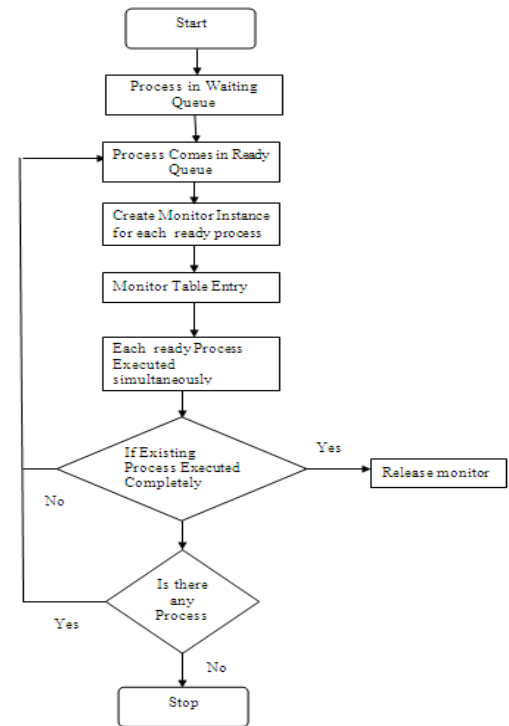 Start
Process in Waiting
Queue
Process Comes in Ready
Queue
Create Monitor Instance
for each ready process
Monitor Table Entry
Each ready Process
Executed
simultaneously
If Existing
Process Executed
Completely
Yes
Release monitor
No
Is there
any
Process
Yes
No
Stop